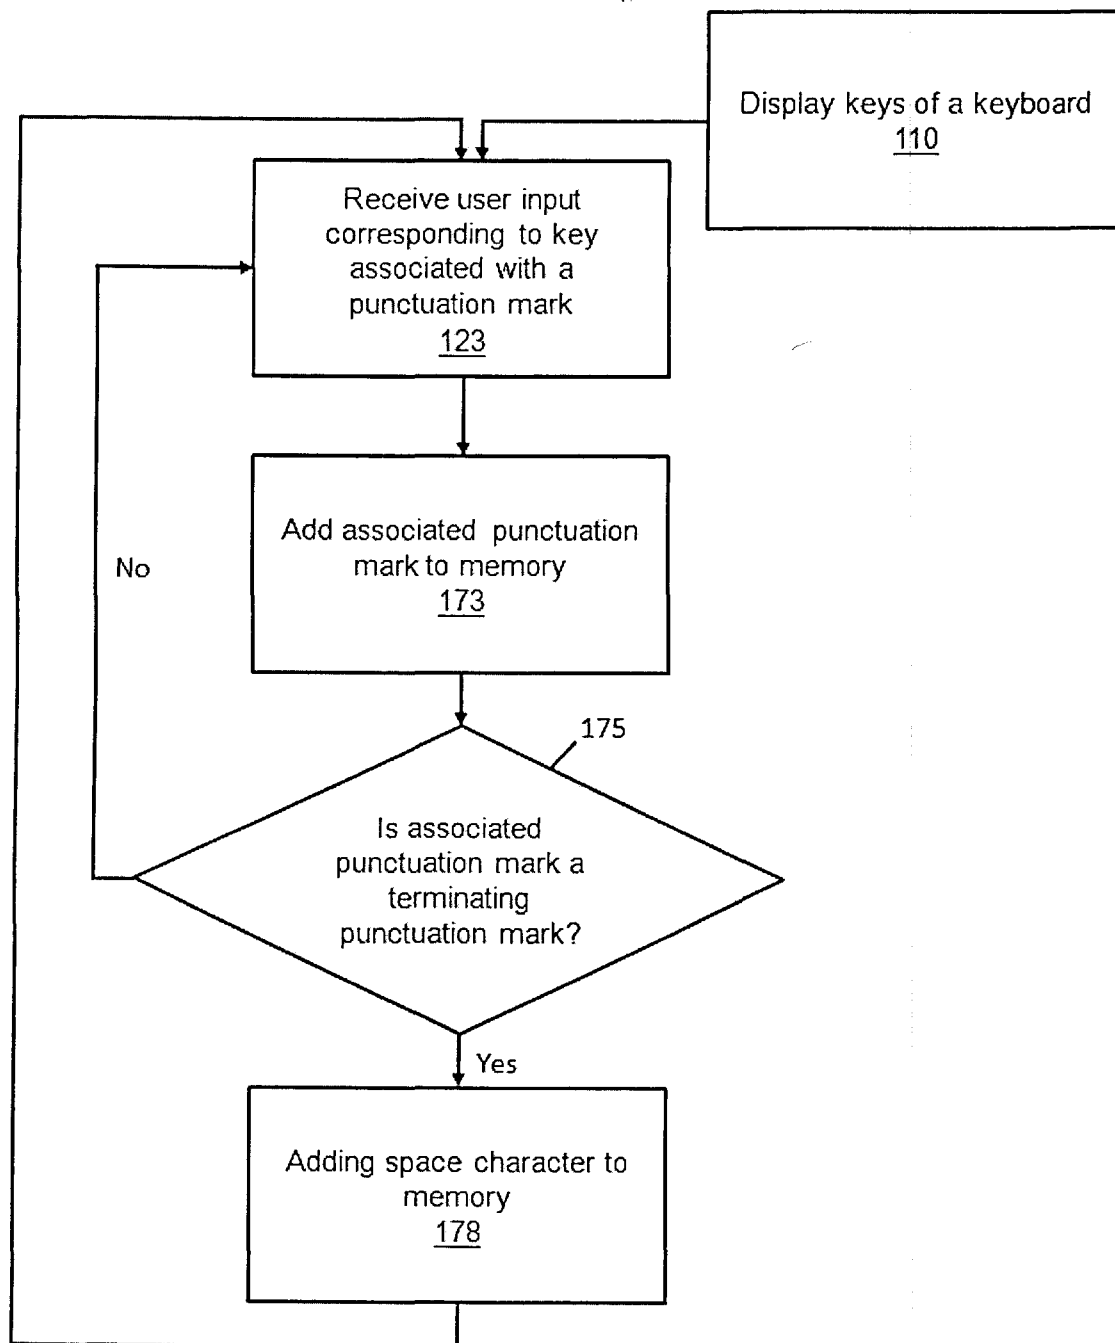 Display keys of a keyboard
110
Receive user input
corresponding to key
associated with a
punctuation mark
123
Add associated punctuation
mark to memory
173
No
175
Is associated
punctuation mark a
terminating
punctuation mark?
Yes
Adding space character to
memory
178